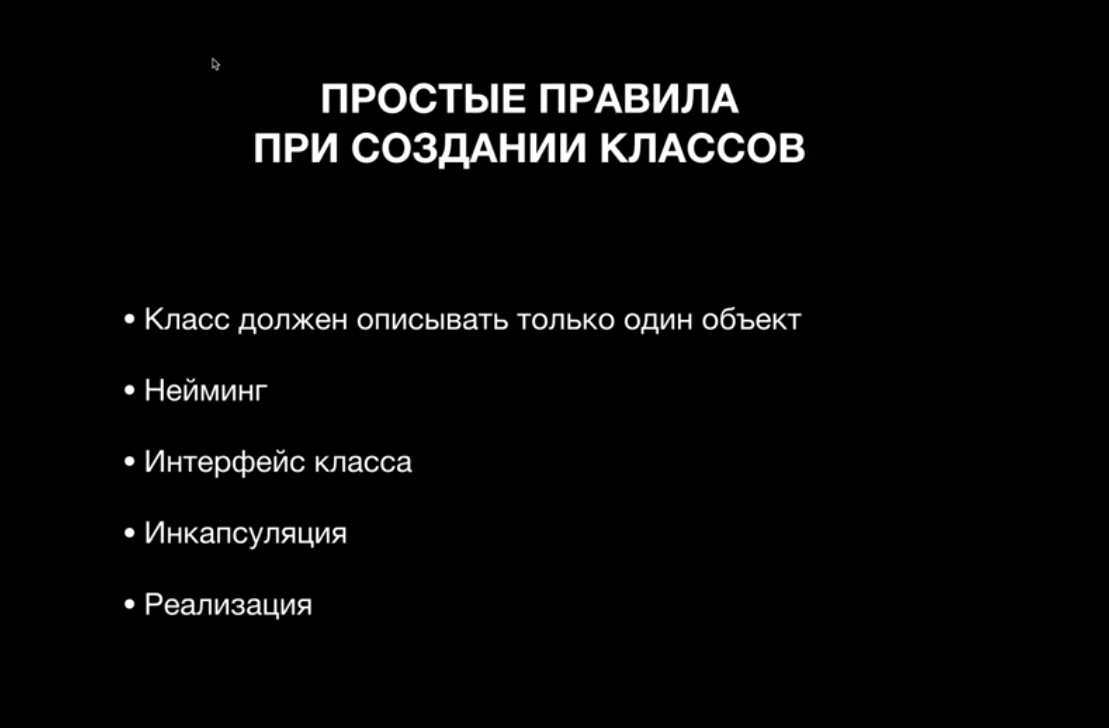 ПРОСТЫЕ ПРАВИЛА
ПРИ СОЗДАНИИ КЛАССОВ
• Класс должен описывать только один объект
• Нейминг
• Интерфейс класса
• Инкапсуляция
• Реализация